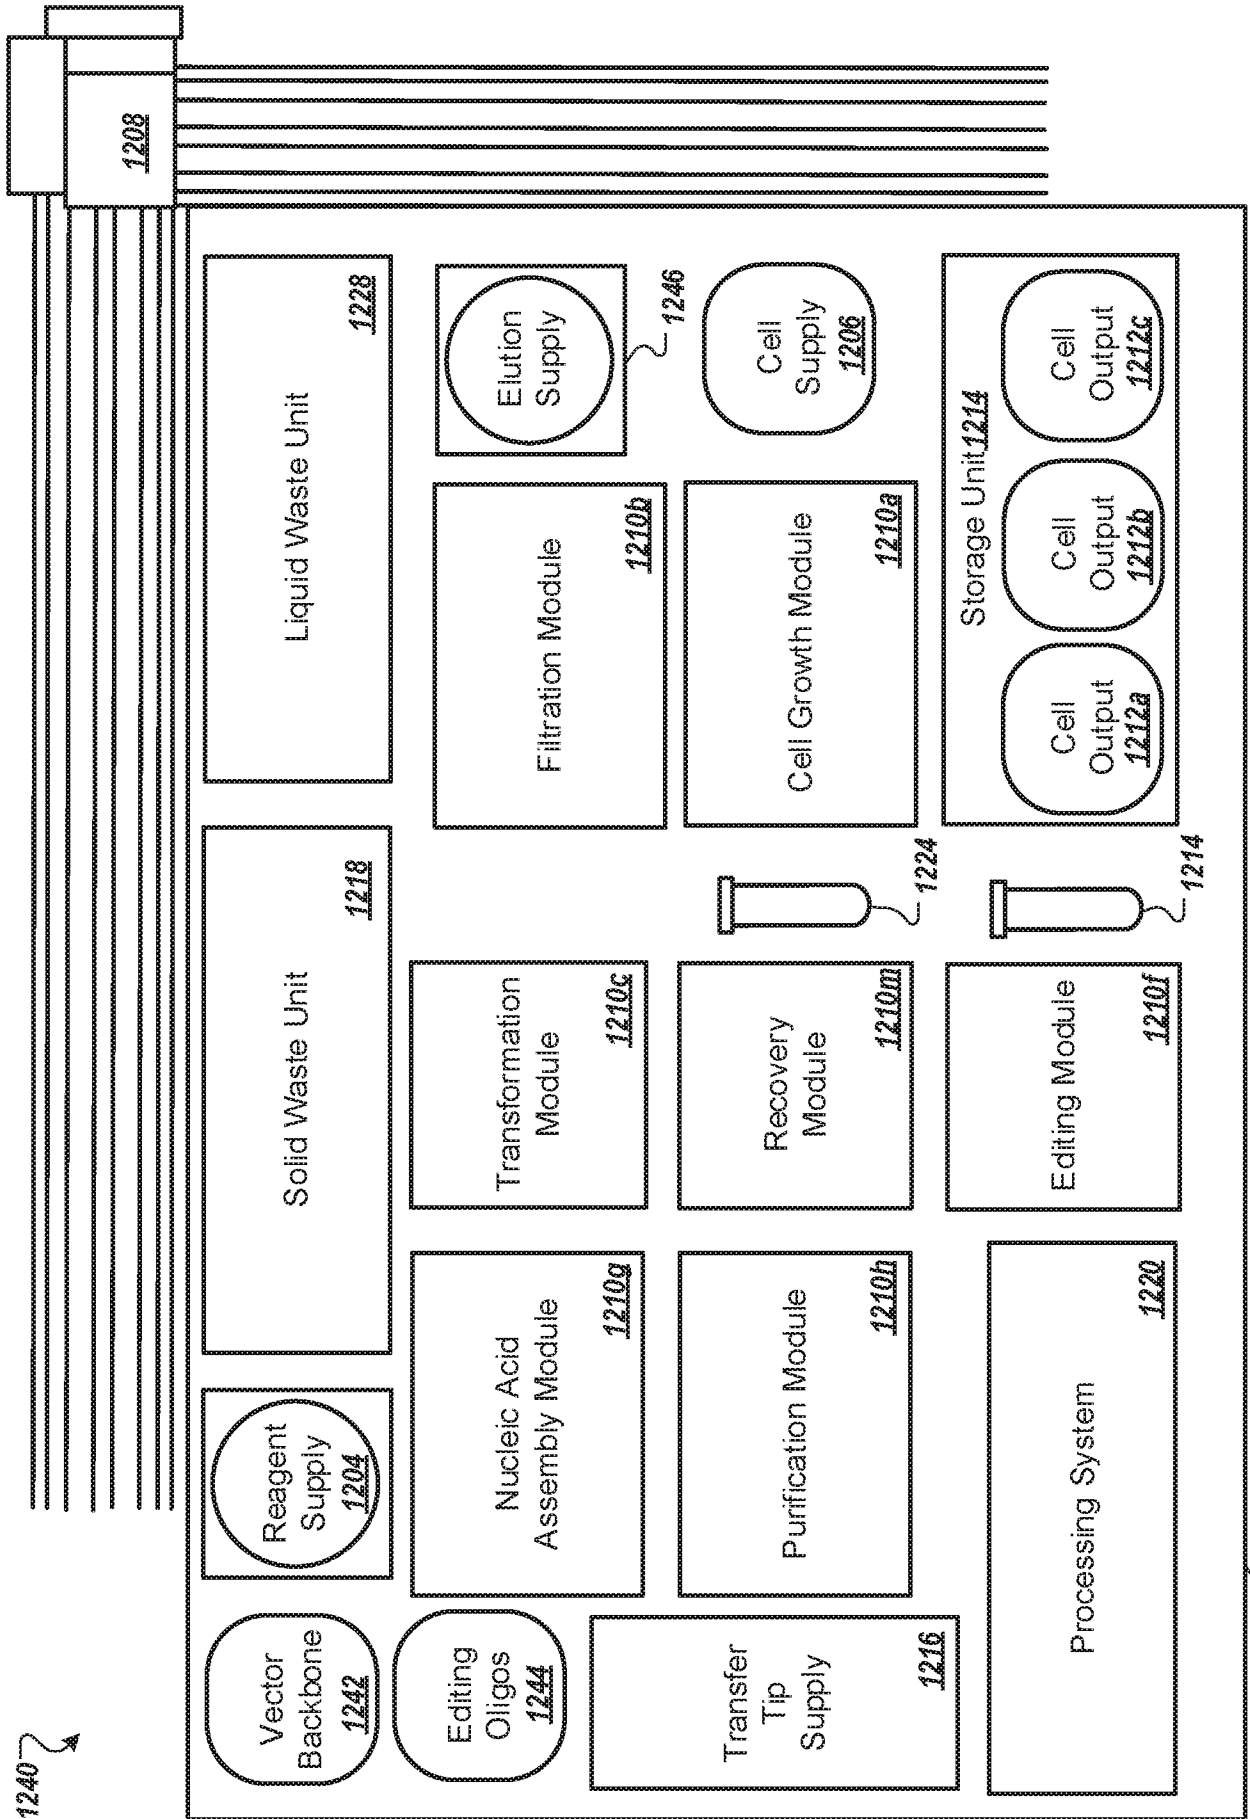 1240
1208
Vector
Backbone
1242
Reagent
Supply
1204
Solid Waste Unit
1218
Liquid Waste Unit
1228
Editing
Oligos
1244
Nucleic Acid
Assembly Module
1210g
Transformation
Module
1210c
Filtration Module
1210b
Elution
Supply
1246
Transfer
Tip
Supply
1216
Purification Module
1210h
Recovery
Module
1210m
1224
Cell Growth Module
1210a
Cell
Supply
1206
Processing System
1220
Editing Module
1210f
1214
Storage Unit 1214
Cell
Output
1212a
Cell
Output
1212b
Cell
Output
1212c